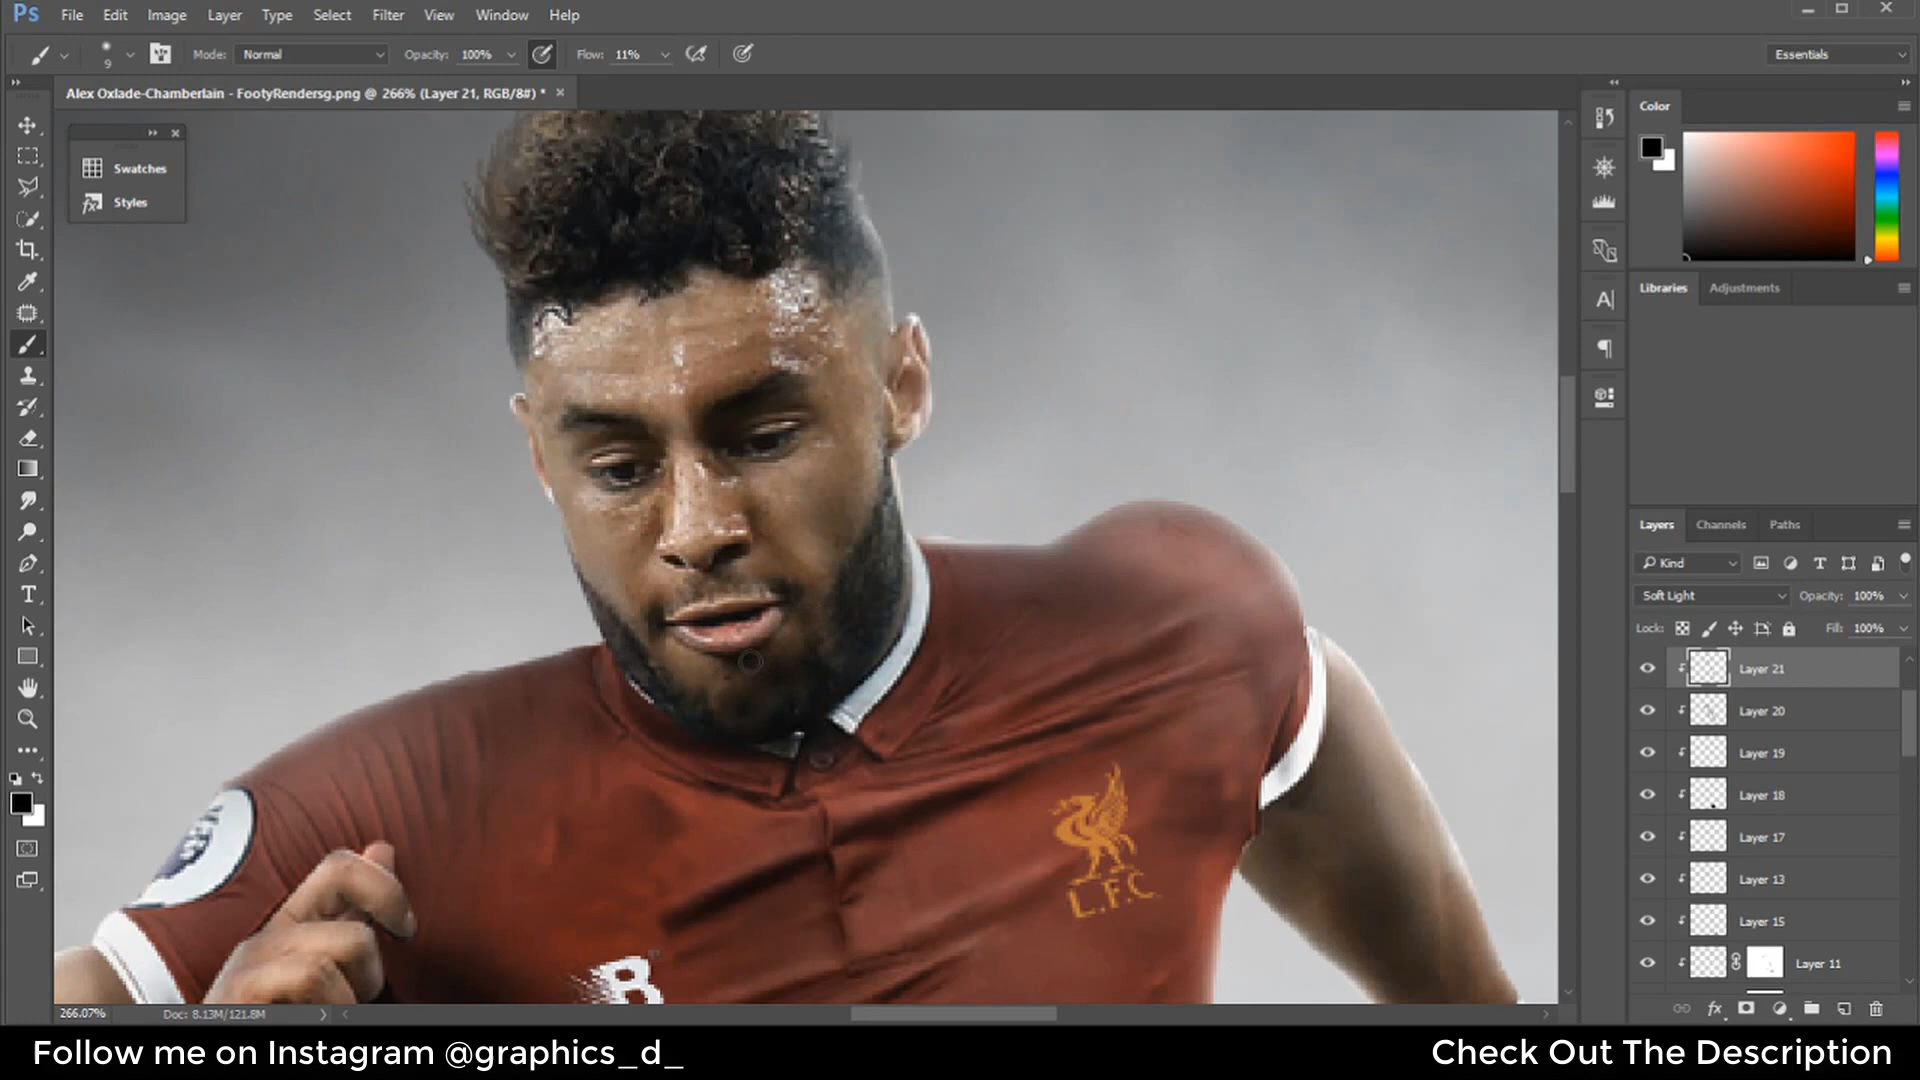 Ps File Edit Image Layer Type Select Filter View Window Help
9 Mode: Normal Opacity: 100% Flow: 11% Essentials
Alex Oxlade-Chamberlain - FootyRendersg.png @ 266% (Layer 21, RGB/8#) *
Color
Swatches
Styles
Libraries Adjustments
Layers Channels Paths
Kind
Soft Light Opacity: 100%
Lock: Fill: 100%
Layer 21
Layer 20
Layer 19
Layer 18
Layer 17
Layer 13
Layer 15
Layer 11
L.F.C.
266.07% Doc: 8.13M/121.8M
Follow me on Instagram @graphics_d_
Check Out The Description